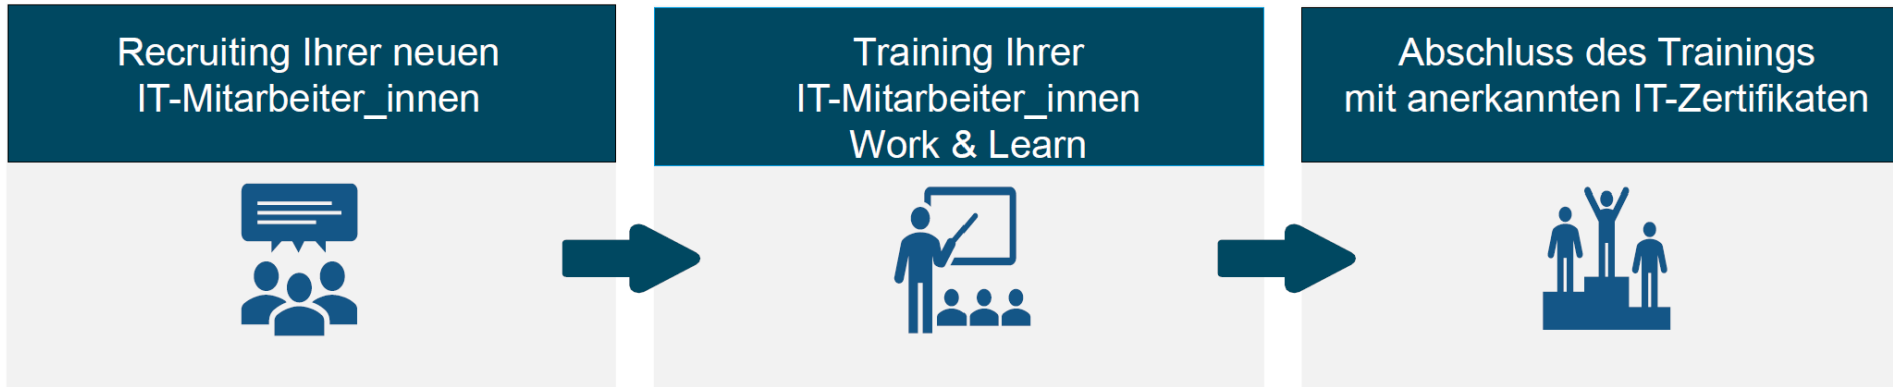 Recruiting Ihrer neuen
IT-Mitarbeiter_innen
Training Ihrer
IT-Mitarbeiter_innen
Work & Learn
Abschluss des Trainings
mit anerkannten IT-Zertifikaten